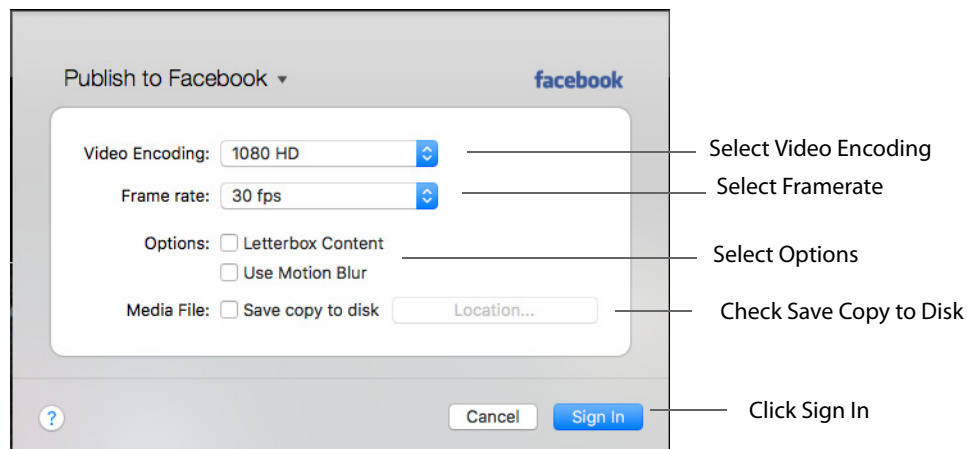 Publish to Facebook
facebook
Video Encoding: 1080 HD
Select Video Encoding
Frame rate: 30 fps
Select Framerate
Options: Letterbox Content
Use Motion Blur
Select Options
Media File: Save copy to disk Location...
Check Save Copy to Disk
? Cancel Sign In
Click Sign In